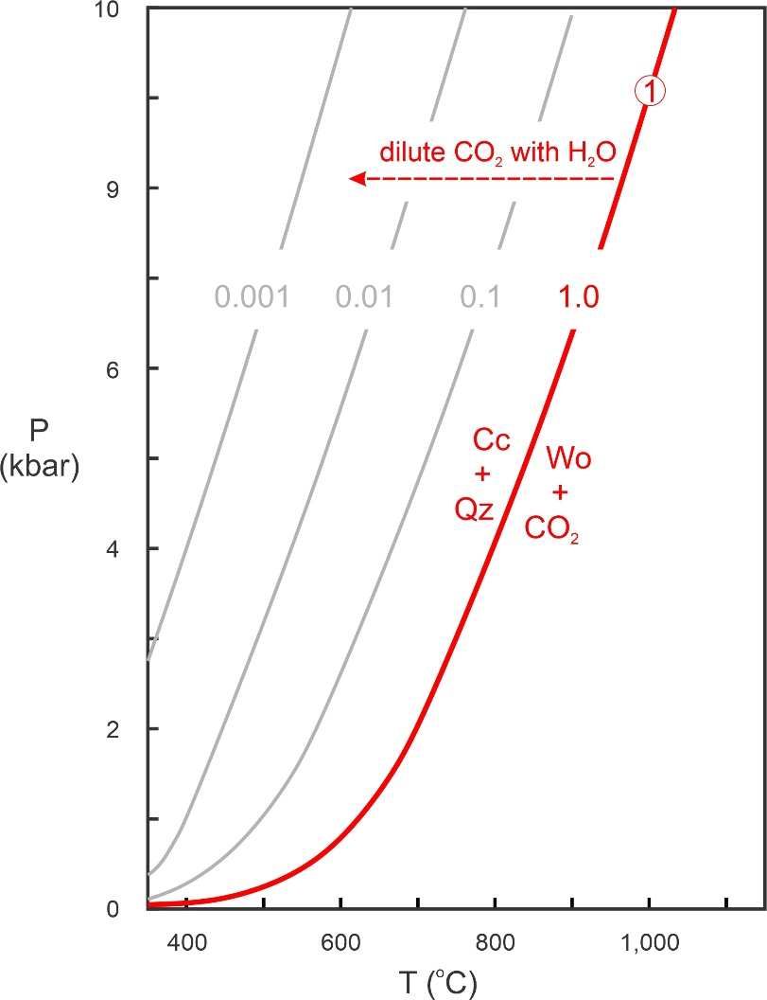 10
1
dilute CO₂ with H₂O
9
0.001 0.01 0.1 1.0
6
P
(kbar)
Cc
+
Qz
Wo
+
CO₂
4
2
0
400 600 800 1,000
T (°C)